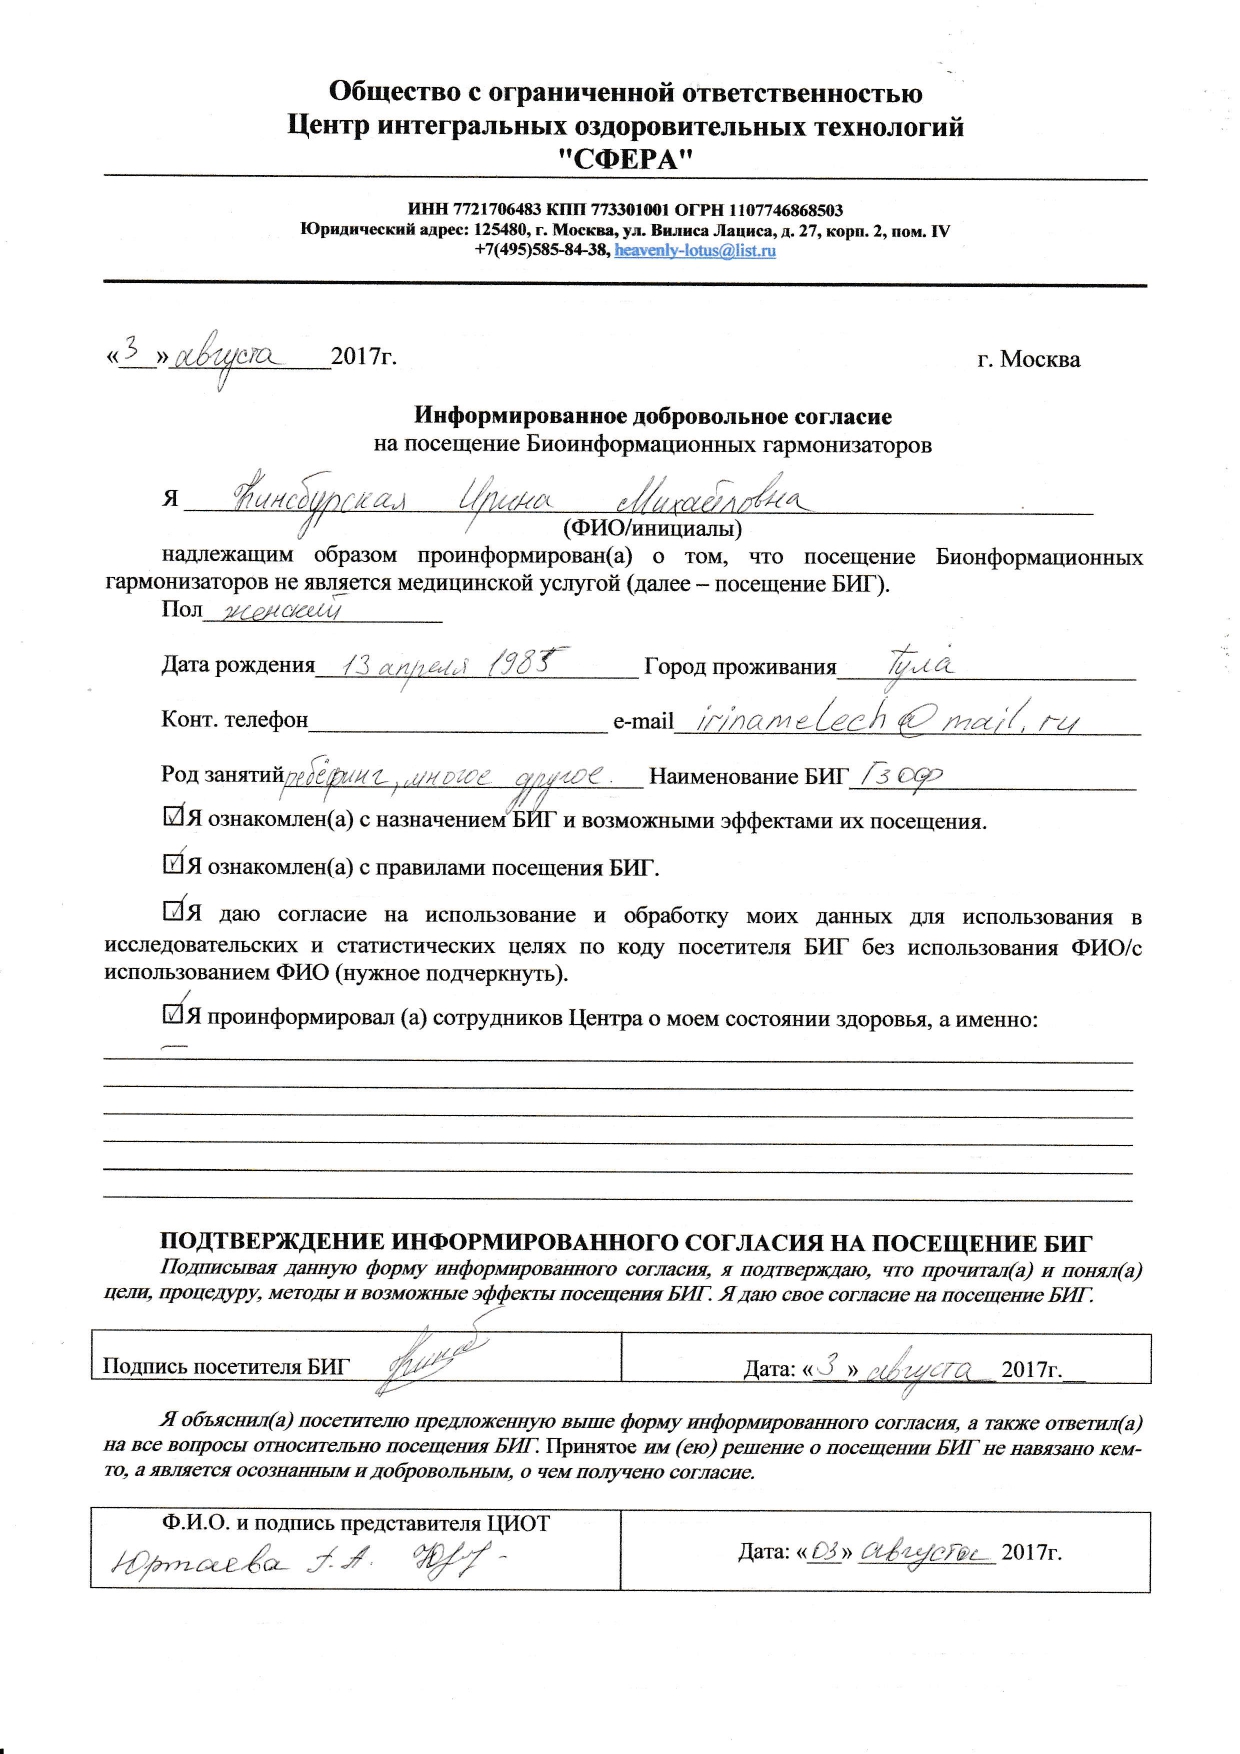 Общество с ограниченной ответственностью
Центр интегральных оздоровительных технологий
"СФЕРА"
ИНН 7721706483 КПП 773301001 ОГРН 1107746868503
Юридический адрес: 125480, г. Москва, ул. Вилиса Лациса, д. 27, корп. 2, пом. IV
+7(495)585-84-38, heavenly-lotus@list.ru
«3» августа 2017г. г. Москва
Информированное добровольное согласие
на посещение Биоинформационных гармонизаторов
Я Ирина Михайловна
(ФИО/инициалы)
надлежащим образом проинформирован(а) о том, что посещение Бионформационных
гармонизаторов не является медицинской услугой (далее – посещение БИГ).
Пол женский
Дата рождения 13 апреля 1985 Город проживания Тула
Конт. телефон e-mail irinamelech@mail.ru
Род занятий ребёфинг, многое другое. Наименование БИГ
Я ознакомлен(а) с назначением БИГ и возможными эффектами их посещения.
Я ознакомлен(а) с правилами посещения БИГ.
Я даю согласие на использование и обработку моих данных для использования в
исследовательских и статистических целях по коду посетителя БИГ без использования ФИО/с
использованием ФИО (нужное подчеркнуть).
Я проинформировал (а) сотрудников Центра о моем состоянии здоровья, а именно:
—
ПОДТВЕРЖДЕНИЕ ИНФОРМИРОВАННОГО СОГЛАСИЯ НА ПОСЕЩЕНИЕ БИГ
Подписывая данную форму информированного согласия, я подтверждаю, что прочитал(а) и понял(а)
цели, процедуру, методы и возможные эффекты посещения БИГ. Я даю свое согласие на посещение БИГ.
Подпись посетителя БИГ Дата: «3» августа 2017г.
Я объяснил(а) посетителю предложенную выше форму информированного согласия, а также ответил(а)
на все вопросы относительно посещения БИГ. Принятое им (ею) решение о посещении БИГ не навязано кем-
то, а является осознанным и добровольным, о чем получено согласие.
Ф.И.О. и подпись представителя ЦИОТ
Юртаева Г.А. Дата: «03» августа 2017г.